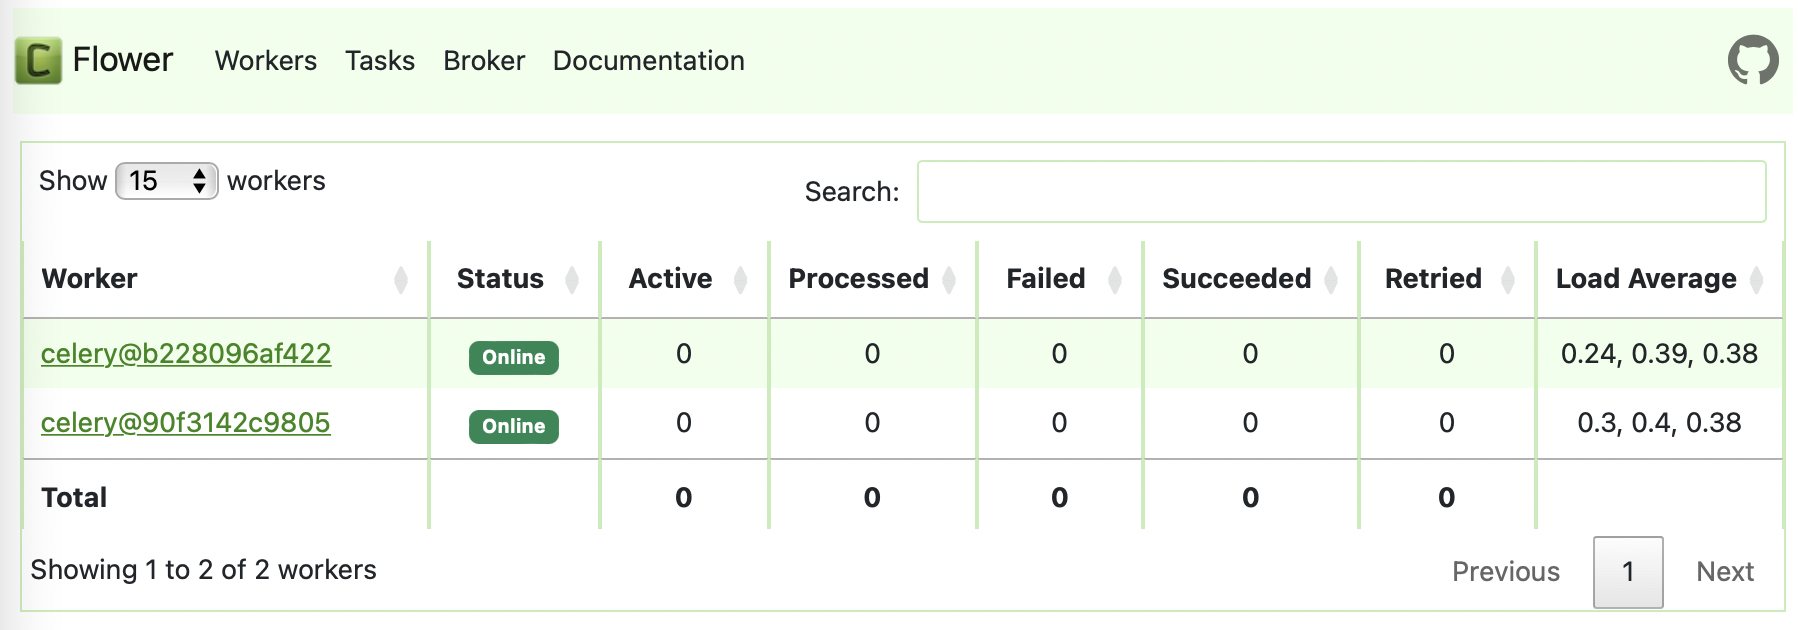 C Flower Workers Tasks Broker Documentation
Show 15 workers
Search:
Worker Status Active Processed Failed Succeeded Retried Load Average
celery@b228096af422 Online 0 0 0 0 0 0.24, 0.39, 0.38
celery@90f3142c9805 Online 0 0 0 0 0 0.3, 0.4, 0.38
Total 0 0 0 0 0
Showing 1 to 2 of 2 workers
Previous 1 Next